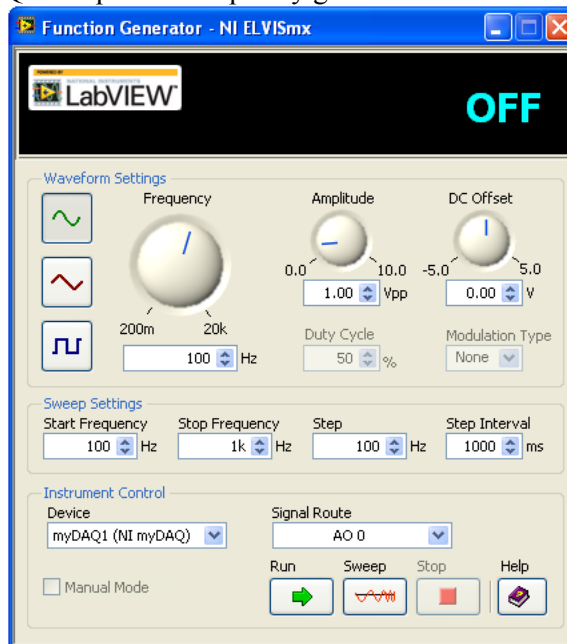 Function Generator - NI ELVISmx
POWERED BY
NATIONAL INSTRUMENTS
LabVIEW™
OFF
Waveform Settings
Frequency Amplitude DC Offset
0.0 10.0 -5.0 5.0
1.00 Vpp 0.00 V
200m 20k Duty Cycle Modulation Type
100 Hz 50 % None
Sweep Settings
Start Frequency Stop Frequency Step Step Interval
100 Hz 1k Hz 100 Hz 1000 ms
Instrument Control
Device Signal Route
myDAQ1 (NI myDAQ) AO 0
Run Sweep Stop Help
Manual Mode